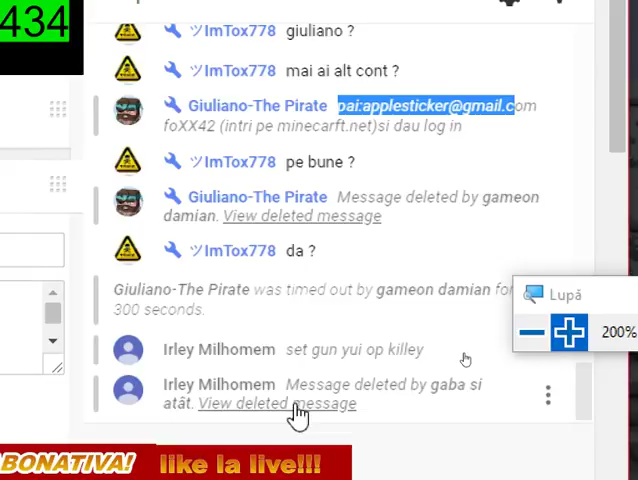 434
ツImTox778 giuliano ?
ツImTox778 mai ai alt cont ?
Giuliano-The Pirate pai:applesticker@gmail.com
foXX42 (intri pe minecarft.net)si dau log in
ツImTox778 pe bune ?
Giuliano-The Pirate Message deleted by gameon
damian. View deleted message
ツImTox778 da ?
Giuliano-The Pirate was timed out by gameon damian for
300 seconds.
Lupă
200%
Irley Milhomem set gun yui op killey
Irley Milhomem Message deleted by gaba si
atât. View deleted message
ABONATIVA! like la live!!!